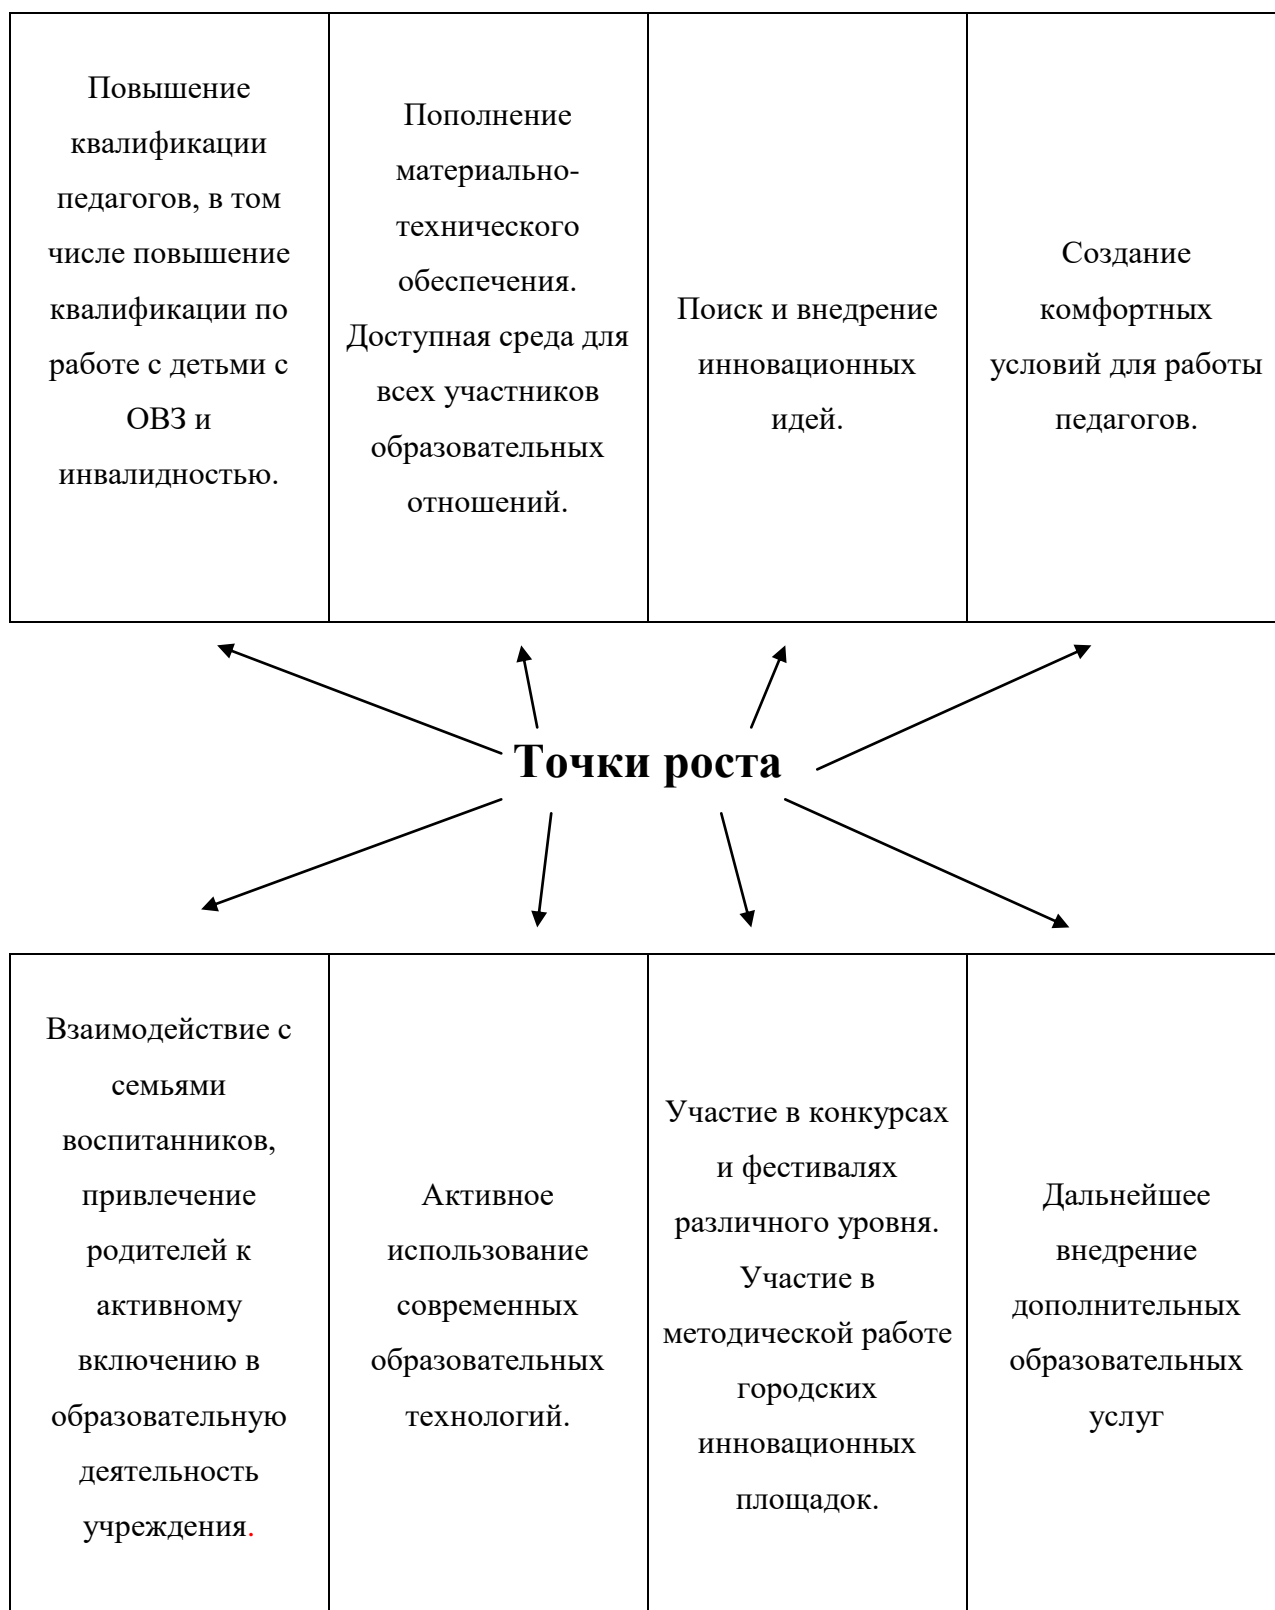 Повышение
квалификации
педагогов, в том
числе повышение
квалификации по
работе с детьми с
ОВЗ и
инвалидностью.
Пополнение
материально-
технического
обеспечения.
Доступная среда для
всех участников
образовательных
отношений.
Поиск и внедрение
инновационных
идей.
Создание
комфортных
условий для работы
педагогов.
Точки роста
Взаимодействие с
семьями
воспитанников,
привлечение
родителей к
активному
включению в
образовательную
деятельность
учреждения.
Активное
использование
современных
образовательных
технологий.
Участие в конкурсах
и фестивалях
различного уровня.
Участие в
методической работе
городских
инновационных
площадок.
Дальнейшее
внедрение
дополнительных
образовательных
услуг